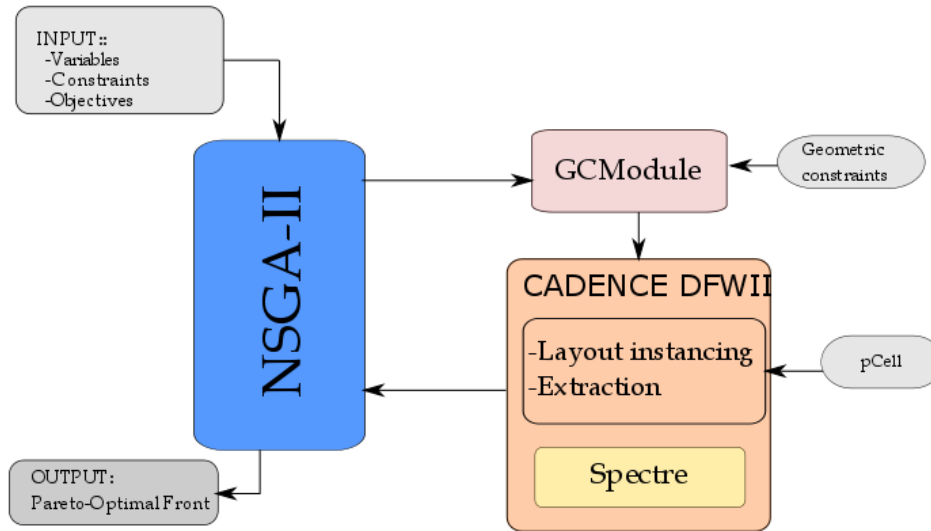 INPUT::
-Variables
-Constraints
-Objectives
NSGA-II
GCModule
Geometric
constraints
CADENCE DFWII
-Layout instancing
-Extraction
pCell
Spectre
OUTPUT:
Pareto-Optimal Front